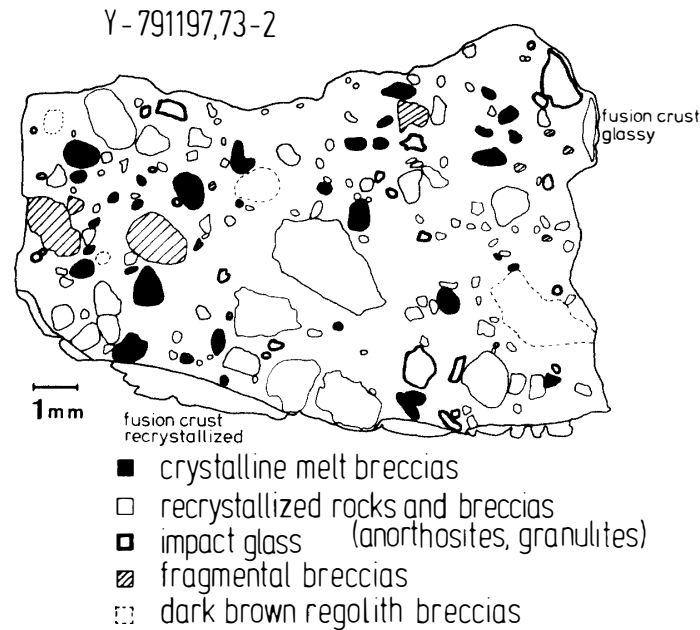 Y-791197,73-2
fusion crust
glassy
1mm
fusion crust
recrystallized
crystalline melt breccias
recrystallized rocks and breccias
impact glass (anorthosites, granulites)
fragmental breccias
dark brown regolith breccias